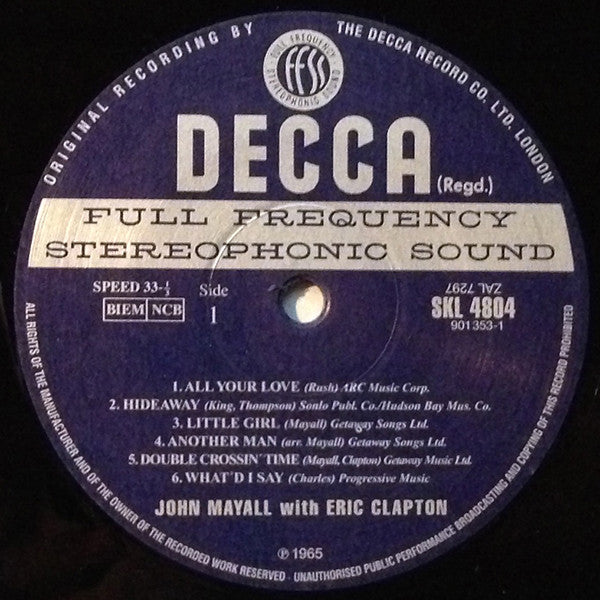 ORIGINAL RECORDING BY
THE DECCA RECORD CO. LTD. LONDON
FULL FREQUENCY
FFSS
STEREOPHONIC SOUND
DECCA (Regd.)
FULL FREQUENCY
STEREOPHONIC SOUND
SPEED 33-⅓
BIEM NCB
Side
1
ZAL 7297
SKL 4804
901 353-1
1. ALL YOUR LOVE (Rush) ARC Music Corp.
2. HIDEAWAY (King, Thompson) Sonlo Publ. Co./Hudson Bay Mus. Co.
3. LITTLE GIRL (Mayall) Getaway Songs Ltd.
4. ANOTHER MAN (arr. Mayall) Getaway Songs Ltd.
5. DOUBLE CROSSIN´ TIME (Mayall, Clapton) Getaway Music Ltd.
6. WHAT´D I SAY (Charles) Progressive Music
JOHN MAYALL with ERIC CLAPTON
℗ 1965
ALL RIGHTS OF THE MANUFACTURER AND OF THE OWNER OF THE RECORDED WORK RESERVED - UNAUTHORISED PUBLIC PERFORMANCE BROADCASTING AND COPYING OF THIS RECORD PROHIBITED